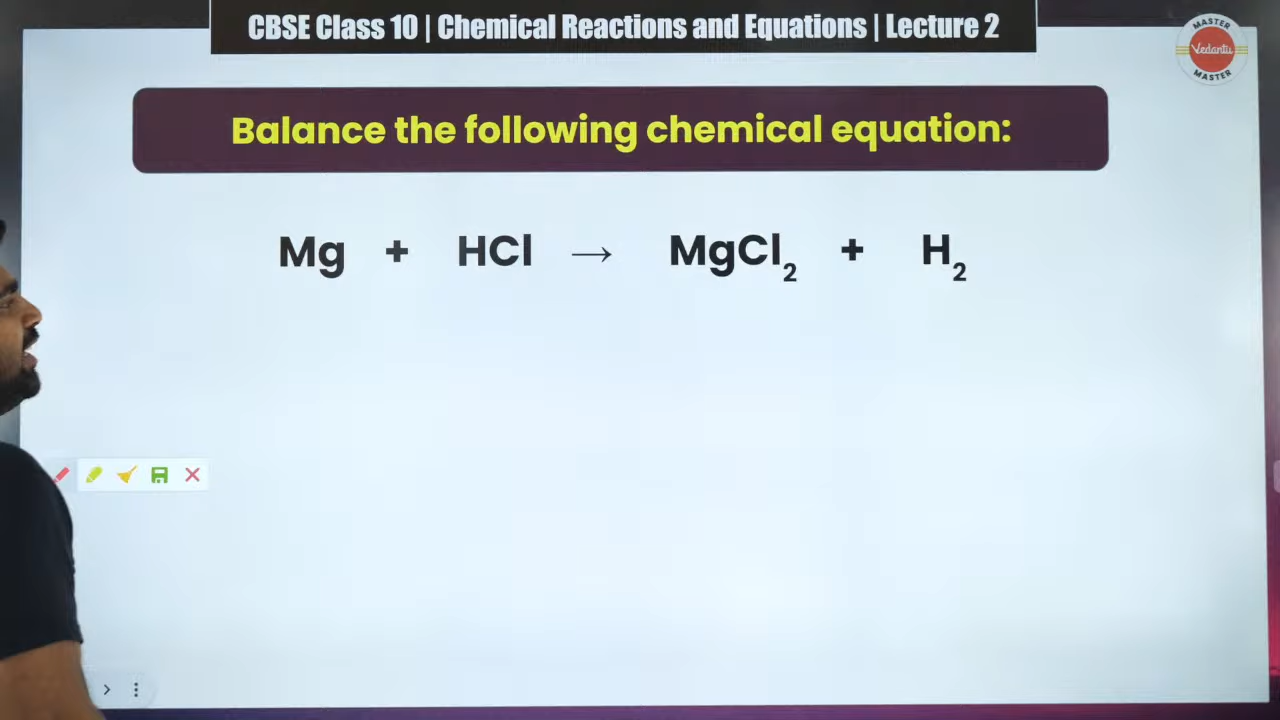 CBSE Class 10 | Chemical Reactions and Equations | Lecture 2
MASTER
Vedantu
MASTER
Balance the following chemical equation:
Mg + HCl → MgCl₂ + H₂